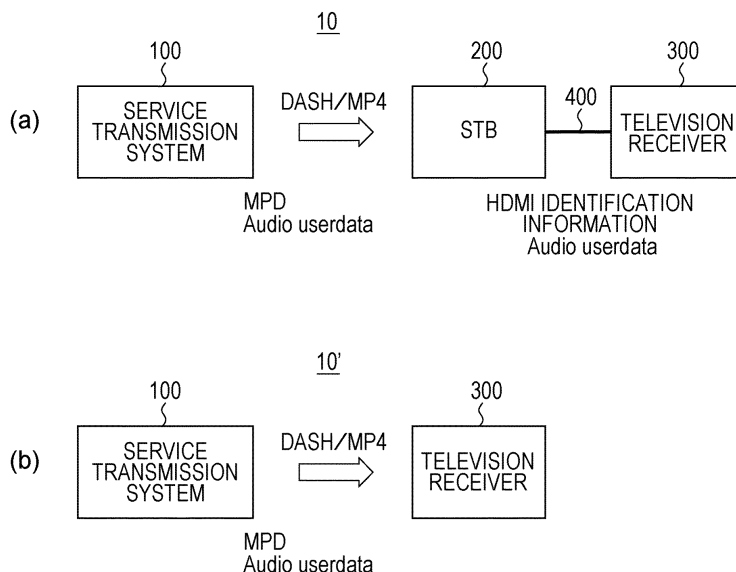 10
100
200
300
(a)
SERVICE
TRANSMISSION
SYSTEM
DASH/MP4
STB
400
TELEVISION
RECEIVER
MPD
Audio userdata
HDMI IDENTIFICATION
INFORMATION
Audio userdata
10'
100
300
(b)
SERVICE
TRANSMISSION
SYSTEM
DASH/MP4
TELEVISION
RECEIVER
MPD
Audio userdata